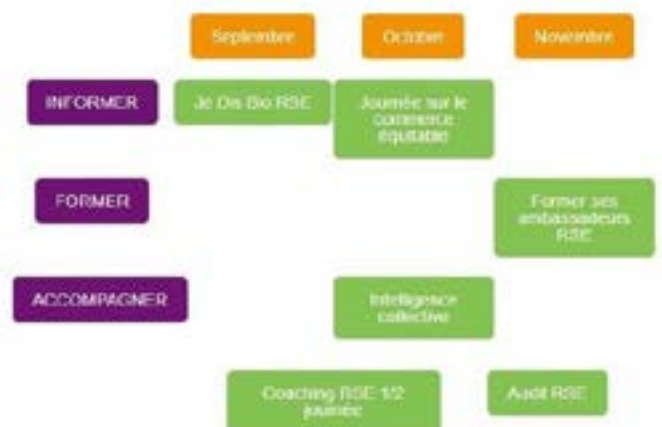 Septembre
Octobre
Novembre
INFORMER
Je Dis Bio RSE
Journée sur le
commerce
équitable
FORMER
Former ses
ambassadeurs
RSE
ACCOMPAGNER
Intelligence
collective
Coaching RSE 1/2
journée
Audit RSE